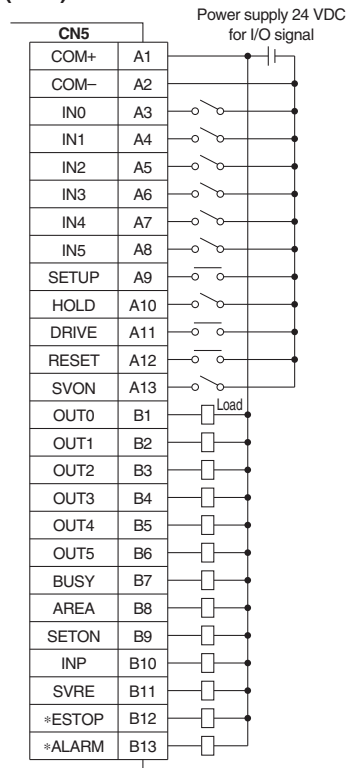 Power supply 24 VDC
for I/O signal
CN5
COM+ A1
COM– A2
IN0 A3
IN1 A4
IN2 A5
IN3 A6
IN4 A7
IN5 A8
SETUP A9
HOLD A10
DRIVE A11
RESET A12
SVON A13
OUT0 B1 Load
OUT1 B2
OUT2 B3
OUT3 B4
OUT4 B5
OUT5 B6
BUSY B7
AREA B8
SETON B9
INP B10
SVRE B11
∗ESTOP B12
∗ALARM B13